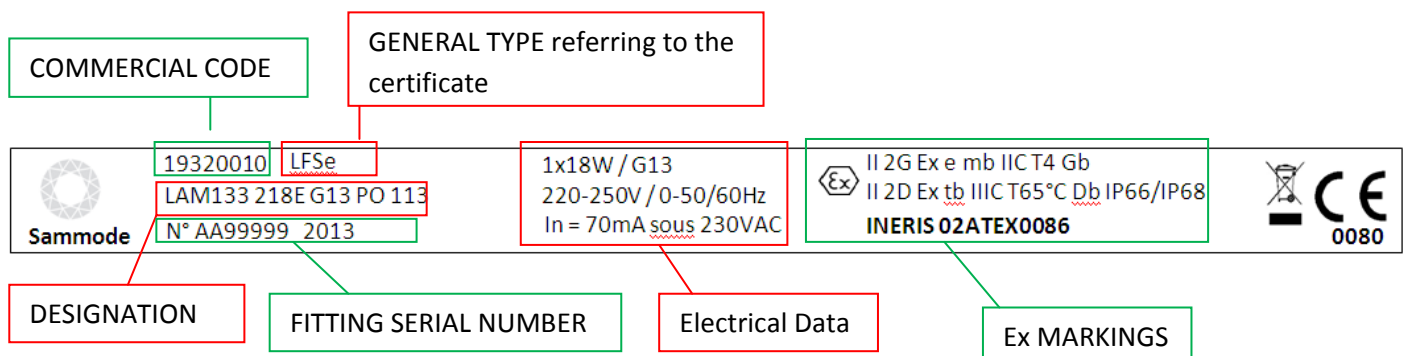 GENERAL TYPE referring to the
certificate
COMMERCIAL CODE
Sammode
19320010 LFSe
LAM133 218E G13 PO 113
N° AA99999_2013
1x18W / G13
220-250V / 0-50/60Hz
In = 70mA sous 230VAC
Ex
II 2G Ex e mb IIC T4 Gb
II 2D Ex tb IIIC T65°C Db IP66/IP68
INERIS 02ATEX0086
CE
0080
DESIGNATION
FITTING SERIAL NUMBER
Electrical Data
Ex MARKINGS